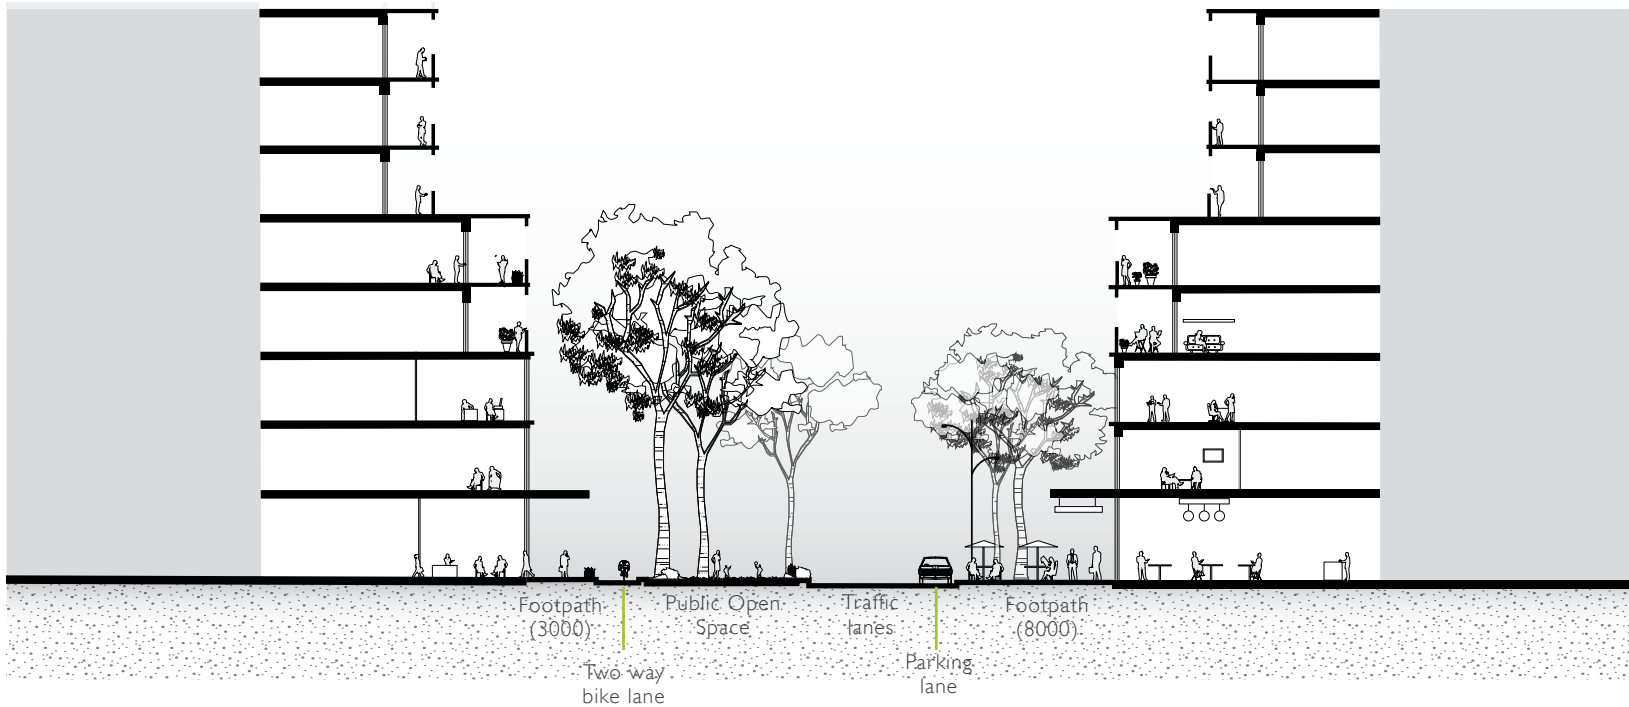 Footpath
(3000)
Two way
bike lane
Public Open
Space
Traffic
lanes
Parking
lane
Footpath
(8000)